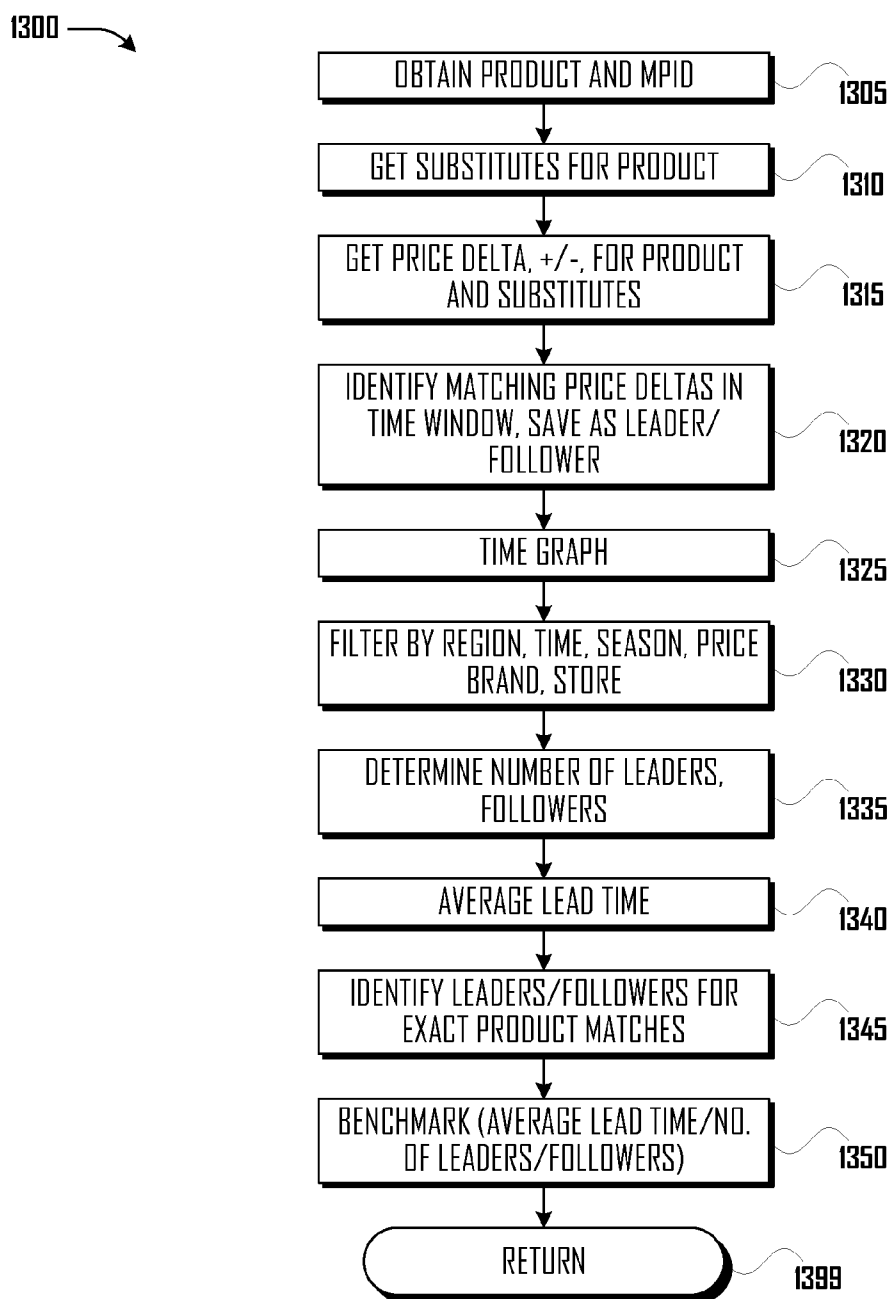 1300
OBTAIN PRODUCT AND MPID
1305
GET SUBSTITUTES FOR PRODUCT
1310
GET PRICE DELTA, +/-, FOR PRODUCT
AND SUBSTITUTES
1315
IDENTIFY MATCHING PRICE DELTAS IN
TIME WINDOW, SAVE AS LEADER/
FOLLOWER
1320
TIME GRAPH
1325
FILTER BY REGION, TIME, SEASON, PRICE
BRAND, STORE
1330
DETERMINE NUMBER OF LEADERS,
FOLLOWERS
1335
AVERAGE LEAD TIME
1340
IDENTIFY LEADERS/FOLLOWERS FOR
EXACT PRODUCT MATCHES
1345
BENCHMARK (AVERAGE LEAD TIME/NO.
OF LEADERS/FOLLOWERS)
1350
RETURN
1399